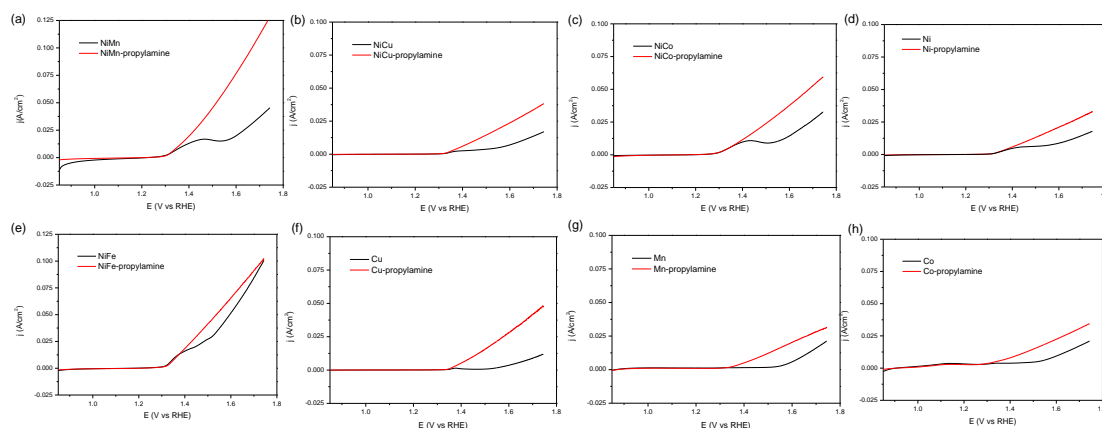 (a)
NiMn
NiMn-propylamine
j(A/cm²)
0.125
0.100
0.075
0.050
0.025
0.000
-0.025
1.0 1.2 1.4 1.6 1.8
E (V vs RHE)
(b)
NiCu
NiCu-propylamine
j (A/cm²)
0.100
0.075
0.050
0.025
0.000
-0.025
1.0 1.2 1.4 1.6 1.8
E (V vs RHE)
(c)
NiCo
NiCo-propylamine
j (A/cm²)
0.100
0.075
0.050
0.025
0.000
-0.025
1.0 1.2 1.4 1.6 1.8
E (V vs RHE)
(d)
Ni
Ni-propylamine
j (A/cm²)
0.100
0.075
0.050
0.025
0.000
-0.025
1.0 1.2 1.4 1.6 1.8
E (V vs RHE)
(e)
NiFe
NiFe-propylamine
j (A/cm²)
0.125
0.100
0.075
0.050
0.025
0.000
-0.025
1.0 1.2 1.4 1.6 1.8
E (V vs RHE)
(f)
Cu
Cu-propylamine
j (A/cm²)
0.100
0.075
0.050
0.025
0.000
-0.025
1.0 1.2 1.4 1.6 1.8
E (V vs RHE)
(g)
Mn
Mn-propylamine
j (A/cm²)
0.100
0.075
0.050
0.025
0.000
-0.025
1.0 1.2 1.4 1.6 1.8
E (V vs RHE)
(h)
Co
Co-propylamine
j (A/cm²)
0.100
0.075
0.050
0.025
0.000
-0.025
1.0 1.2 1.4 1.6 1.8
E (V vs RHE)